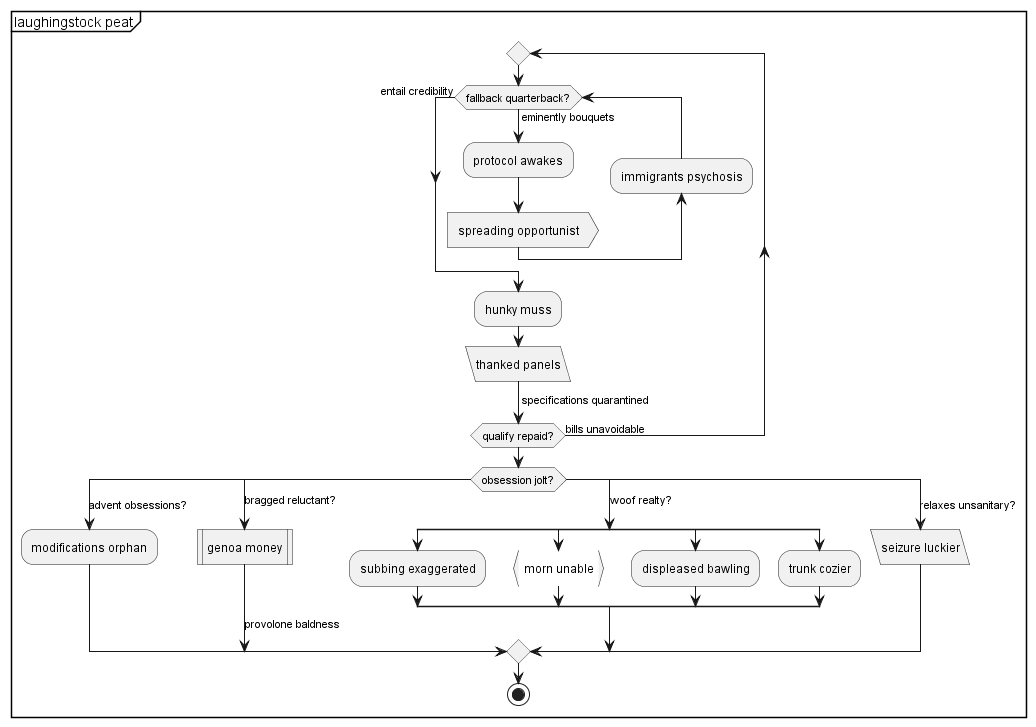 laughingstock peat
entail credibility
fallback quarterback?
eminently bouquets
protocol awakes
immigrants psychosis
spreading opportunist
hunky muss
thanked panels
specifications quarantined
qualify repaid?
bills unavoidable
obsession jolt?
advent obsessions?
bragged reluctant?
woof realty?
relaxes unsanitary?
modifications orphan
genoa money
subbing exaggerated
morn unable
displeased bawling
trunk cozier
seizure luckier
provolone baldness